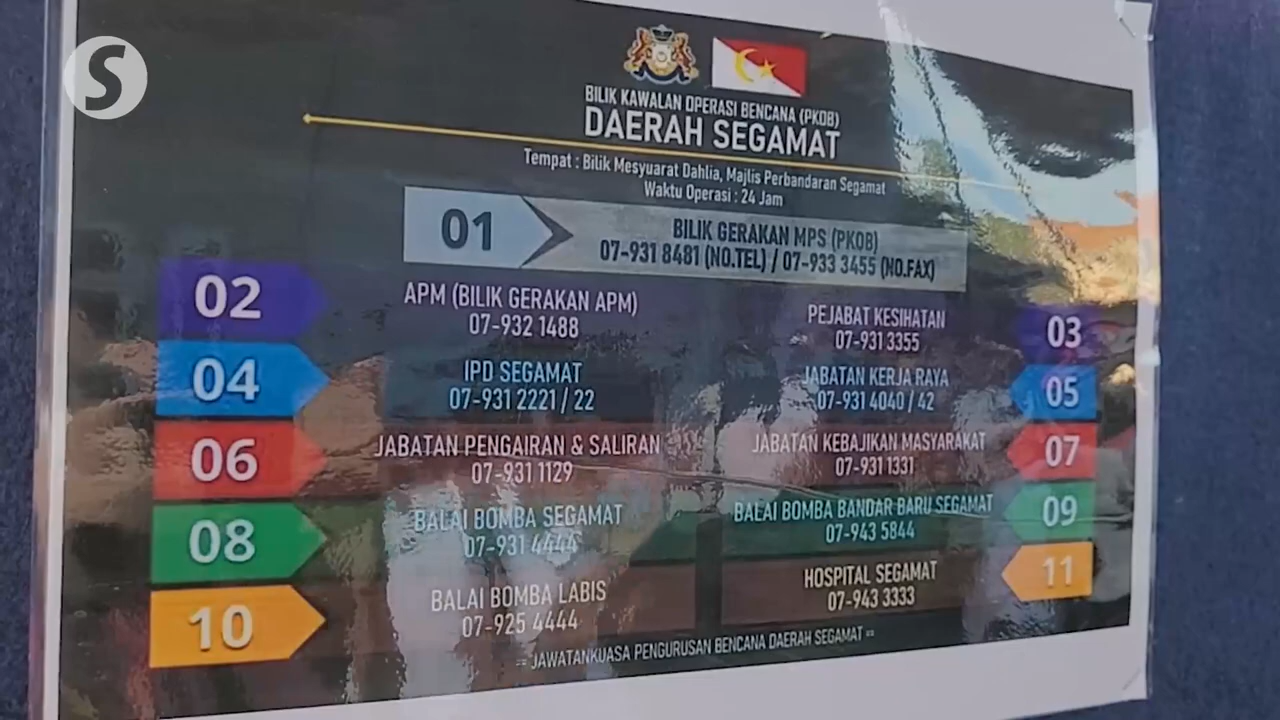 S
BILIK KAWALAN OPERASI BENCANA (PKOB)
DAERAH SEGAMAT
Tempat : Bilik Mesyuarat Dahlia, Majlis Perbandaran Segamat
Waktu Operasi : 24 Jam
01
BILIK GERAKAN MPS (PKOB)
07-931 8481 (NO.TEL) / 07-933 3455 (NO.FAX)
02
APM (BILIK GERAKAN APM)
07-932 1488
PEJABAT KESIHATAN
07-931 3355
03
04
IPD SEGAMAT
07-931 2221 / 22
JABATAN KERJA RAYA
07-931 4040 / 42
05
06
JABATAN PENGAIRAN & SALIRAN
07-931 1129
JABATAN KEBAJIKAN MASYARAKAT
07-931 1331
07
08
BALAI BOMBA SEGAMAT
07-931 4444
BALAI BOMBA BANDAR BARU SEGAMAT
07-943 5844
09
10
BALAI BOMBA LABIS
07-925 4444
HOSPITAL SEGAMAT
07-943 3333
11
== JAWATANKUASA PENGURUSAN BENCANA DAERAH SEGAMAT ==